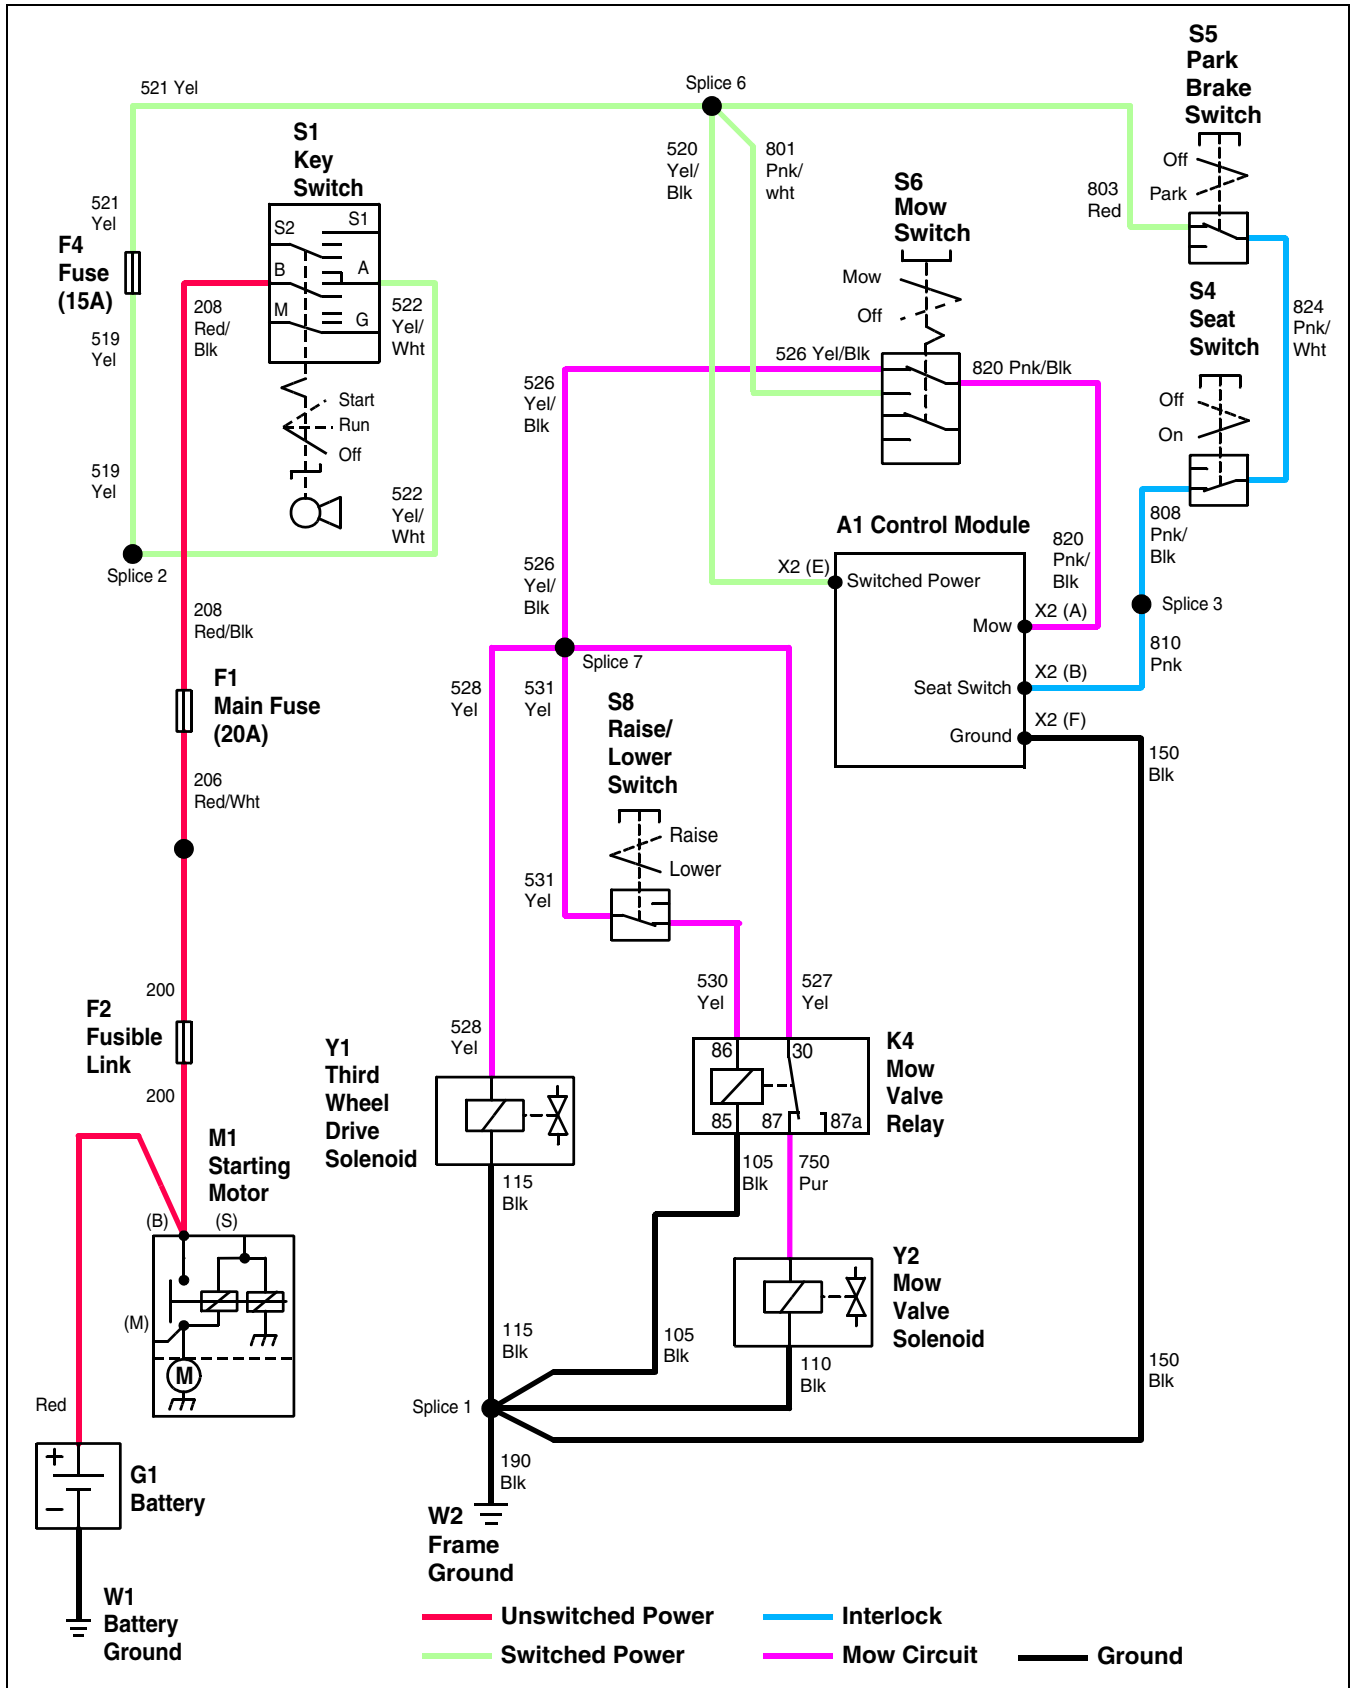 S5
Park
Brake
Switch
521 Yel
Splice 6
S1
Key
Switch
520
Yel/
Blk
801
Pnk/
wht
Off
Park
803
Red
S6
Mow
Switch
521
Yel
F4
Fuse
(15A)
S2
S1
B
A
M
G
208
Red/
Blk
522
Yel/
Wht
519
Yel
Mow
Off
S4
Seat
Switch
824
Pnk/
Wht
526 Yel/Blk
820 Pnk/Blk
526
Yel/
Blk
Start
Run
Off
Off
On
519
Yel
522
Yel/
Wht
Splice 2
A1 Control Module
808
Pnk/
Blk
820
Pnk/
Blk
526
Yel/
Blk
X2 (E)
Switched Power
X2 (A)
Mow
Splice 3
208
Red/Blk
810
Pnk
Splice 7
X2 (B)
Seat Switch
F1
Main Fuse
(20A)
528
Yel
531
Yel
S8
Raise/
Lower
Switch
X2 (F)
Ground
150
Blk
206
Red/Wht
Raise
Lower
531
Yel
200
F2
Fusible
Link
200
530
Yel
527
Yel
528
Yel
Y1
Third
Wheel
Drive
Solenoid
86
30
85
87
87a
K4
Mow
Valve
Relay
M1
Starting
Motor
(B)
(S)
(M)
M
115
Blk
105
Blk
750
Pur
Y2
Mow
Valve
Solenoid
115
Blk
105
Blk
110
Blk
150
Blk
Red
Splice 1
190
Blk
+
−
G1
Battery
W2
Frame
Ground
W1
Battery
Ground
Unswitched Power
Interlock
Switched Power
Mow Circuit
Ground